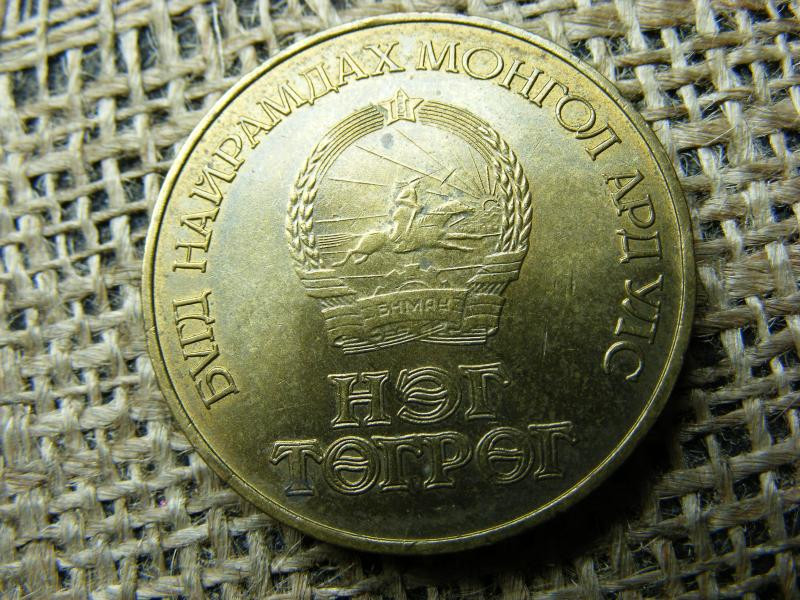 БҮГД НАЙРАМДАХ МОНГОЛ АРД УЛС
БНМАУ
НЭГ
ТӨГРӨГ